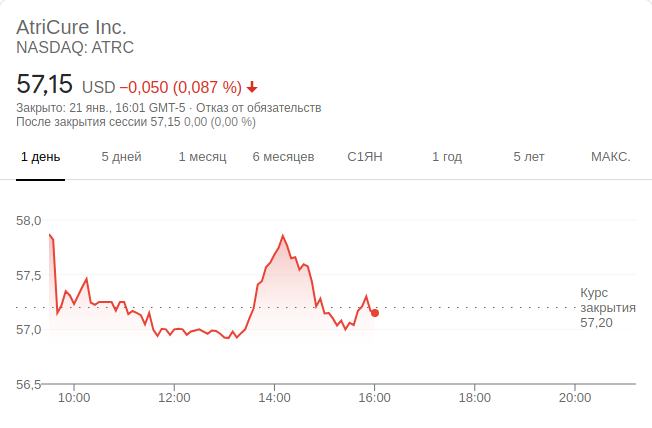 AtriCure Inc.
NASDAQ: ATRC
57,15 USD −0,050 (0,087 %)
Закрыто: 21 янв., 16:01 GMT-5 · Отказ от обязательств
После закрытия сессии 57,15 0,00 (0,00 %)
1 день 5 дней 1 месяц 6 месяцев С1ЯН 1 год 5 лет МАКС.
58,0
57,5
Курс
закрытия
57,20
57,0
56,5
10:00 12:00 14:00 16:00 18:00 20:00